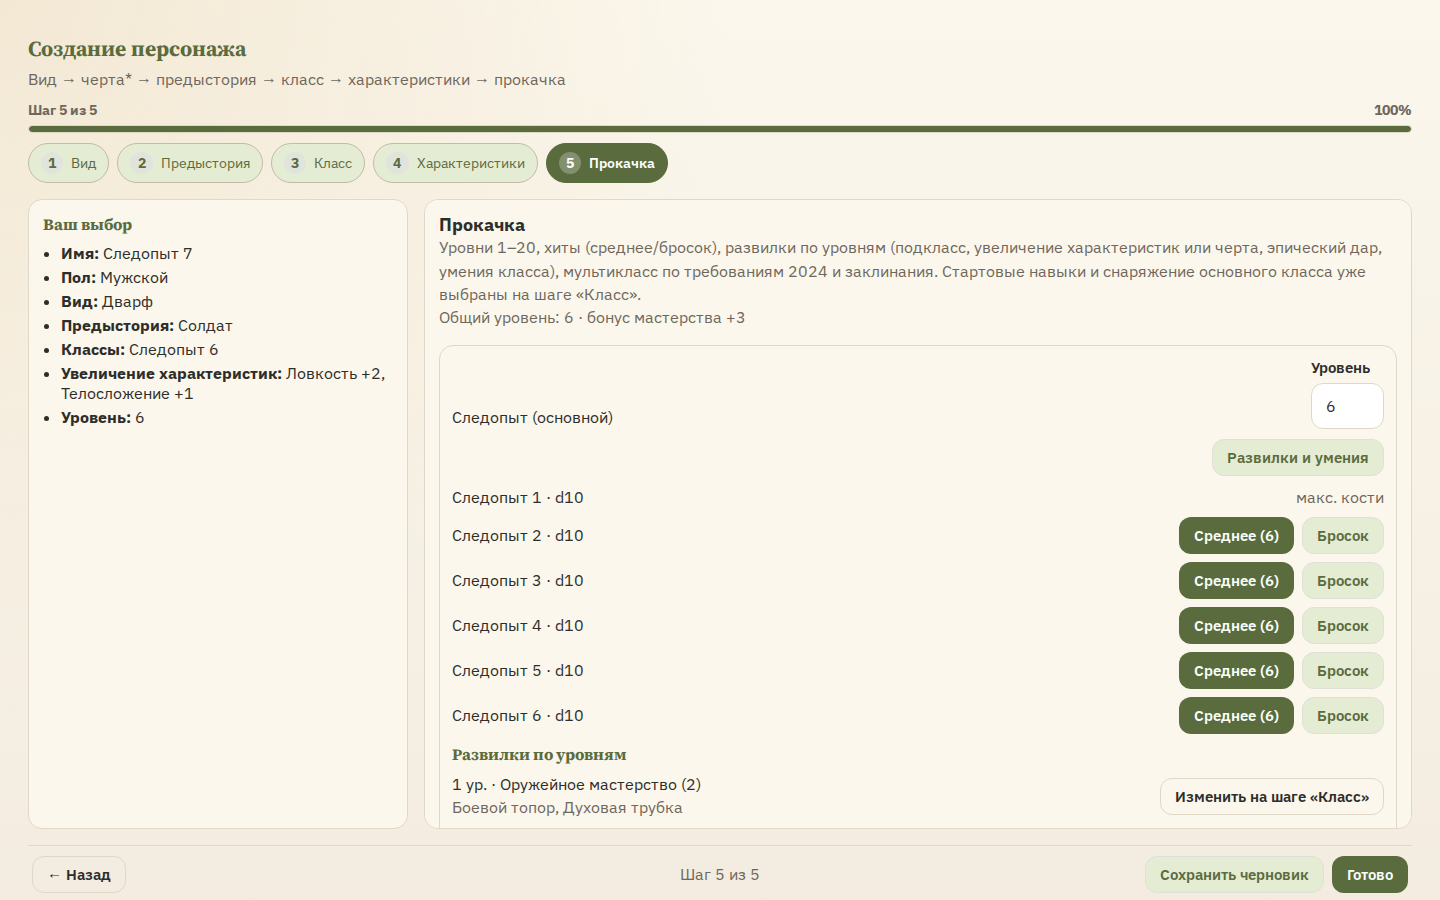 Создание персонажа
Вид → черта* → предыстория → класс → характеристики → прокачка
Шаг 5 из 5
100%
1 Вид
2 Предыстория
3 Класс
4 Характеристики
5 Прокачка
Ваш выбор
• Имя: Следопыт 7
• Пол: Мужской
• Вид: Дварф
• Предыстория: Солдат
• Классы: Следопыт 6
• Увеличение характеристик: Ловкость +2,
Телосложение +1
• Уровень: 6
Прокачка
Уровни 1–20, хиты (среднее/бросок), развилки по уровням (подкласс, увеличение характеристик или черта, эпический дар,
умения класса), мультикласс по требованиям 2024 и заклинания. Стартовые навыки и снаряжение основного класса уже
выбраны на шаге «Класс».
Общий уровень: 6 · бонус мастерства +3
Уровень
Следопыт (основной)
6
Развилки и умения
Следопыт 1 · d10
макс. кости
Следопыт 2 · d10
Среднее (6)
Бросок
Следопыт 3 · d10
Среднее (6)
Бросок
Следопыт 4 · d10
Среднее (6)
Бросок
Следопыт 5 · d10
Среднее (6)
Бросок
Следопыт 6 · d10
Среднее (6)
Бросок
Развилки по уровням
1 ур. · Оружейное мастерство (2)
Боевой топор, Духовая трубка
Изменить на шаге «Класс»
← Назад
Шаг 5 из 5
Сохранить черновик
Готово